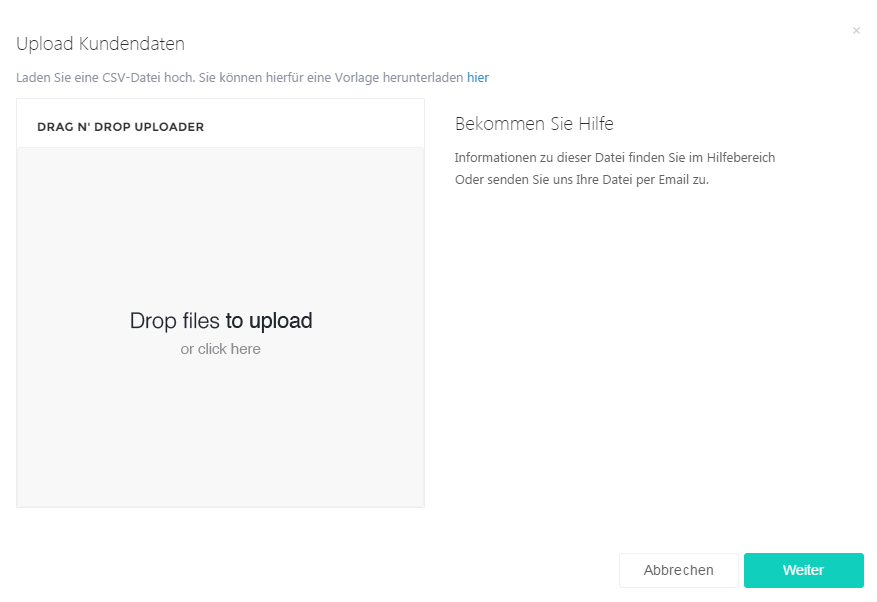 ×
Upload Kundendaten
Laden Sie eine CSV-Datei hoch. Sie können hierfür eine Vorlage herunterladen hier
DRAG N' DROP UPLOADER
Drop files to upload
or click here
Bekommen Sie Hilfe
Informationen zu dieser Datei finden Sie im Hilfebereich
Oder senden Sie uns Ihre Datei per Email zu.
Abbrechen
Weiter